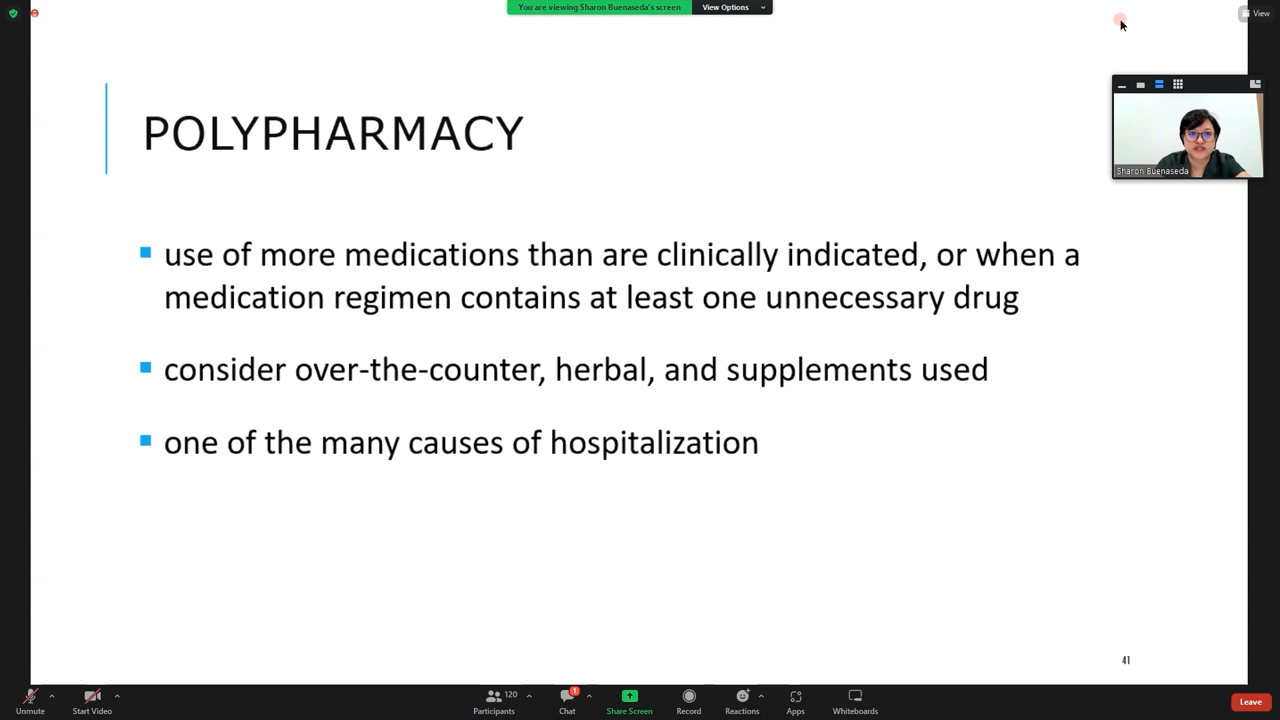 You are viewing Sharon Buenaseda's screen
View Options
View
POLYPHARMACY
Sharon Buenaseda
use of more medications than are clinically indicated, or when a
medication regimen contains at least one unnecessary drug
consider over-the-counter, herbal, and supplements used
one of the many causes of hospitalization
41
Unmute
Start Video
Participants
120
Chat
1
Share Screen
Record
Reactions
Apps
Whiteboards
Leave